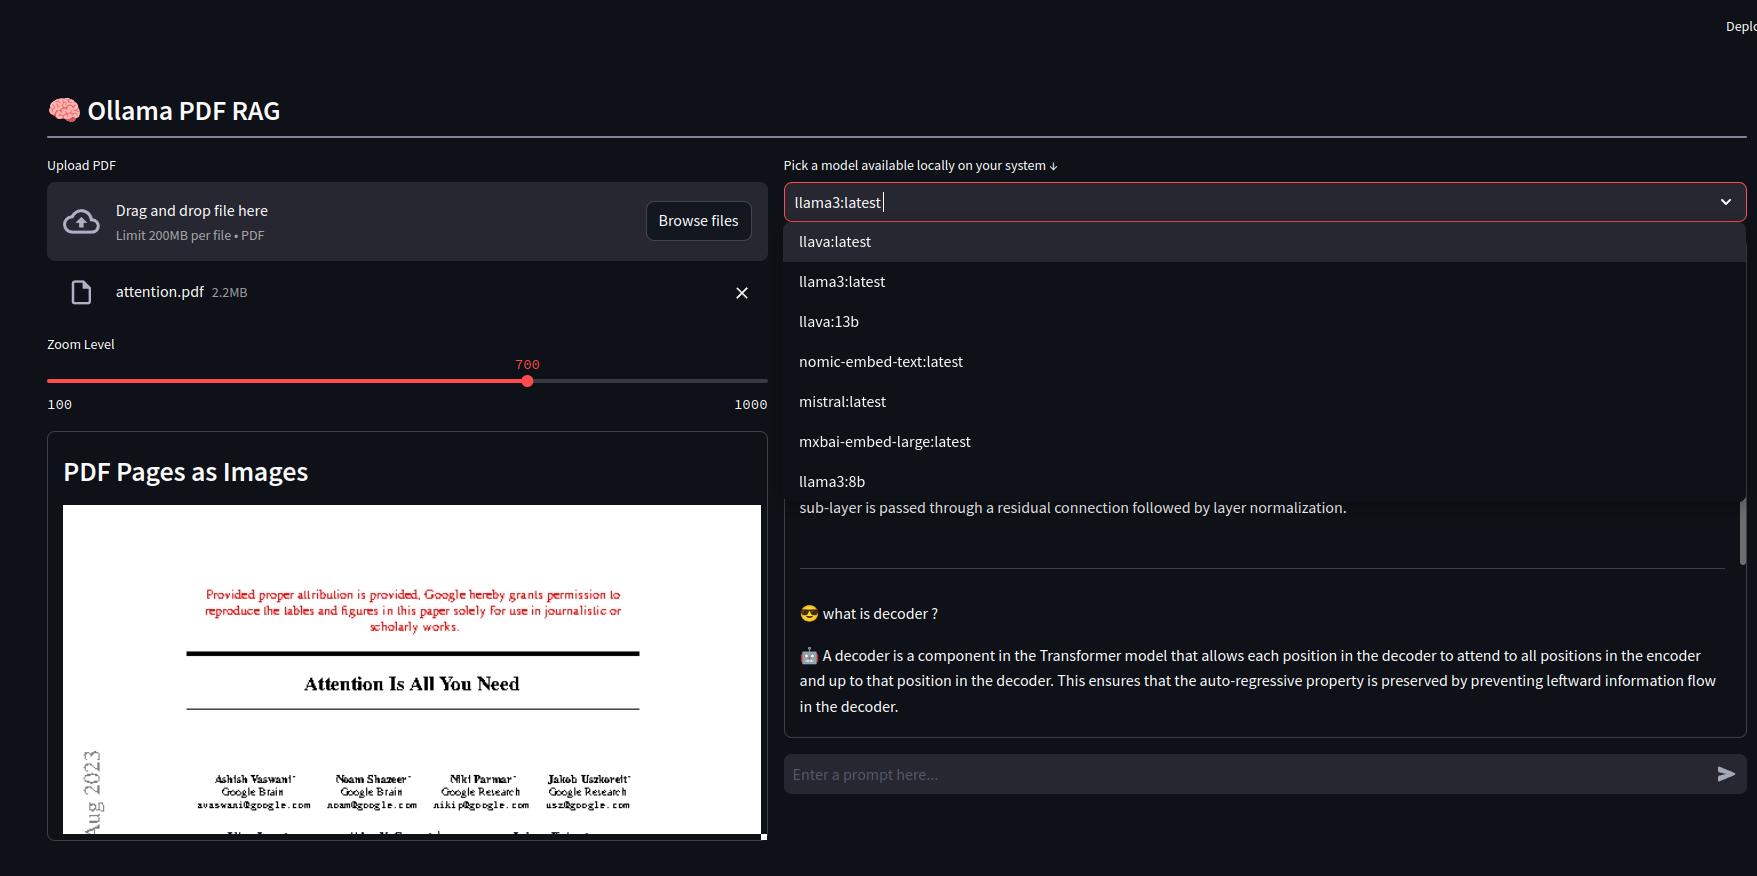 Deplo
Ollama PDF RAG
Upload PDF
Drag and drop file here
Limit 200MB per file • PDF
Browse files
attention.pdf 2.2MB
Zoom Level
700
100
1000
PDF Pages as Images
Provided proper attribution is provided, Google hereby grants permission to
reproduce the tables and figures in this paper solely for use in journalistic or
scholarly works.
Attention Is All You Need
Aug 2023
Ashish Vaswani* Noam Shazeer* Niki Parmar* Jakob Uszkoreit*
Google Brain Google Brain Google Research Google Research
avaswani@google.com noam@google.com nikip@google.com usz@google.com
Pick a model available locally on your system ↓
llama3:latest
llava:latest
llama3:latest
llava:13b
nomic-embed-text:latest
mistral:latest
mxbai-embed-large:latest
llama3:8b
sub-layer is passed through a residual connection followed by layer normalization.
😎 what is decoder ?
🤖 A decoder is a component in the Transformer model that allows each position in the decoder to attend to all positions in the encoder
and up to that position in the decoder. This ensures that the auto-regressive property is preserved by preventing leftward information flow
in the decoder.
Enter a prompt here...